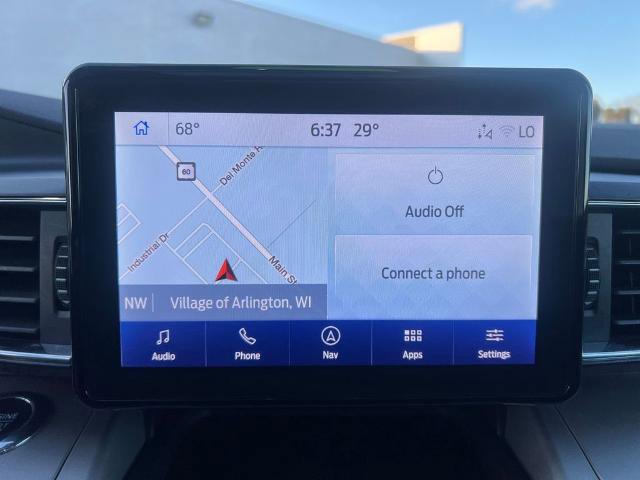 68° 6:37 29° LO
60
Del Monte R
Industrial Dr
Main St
NW Village of Arlington, WI
Audio Off
Connect a phone
Audio Phone Nav Apps Settings